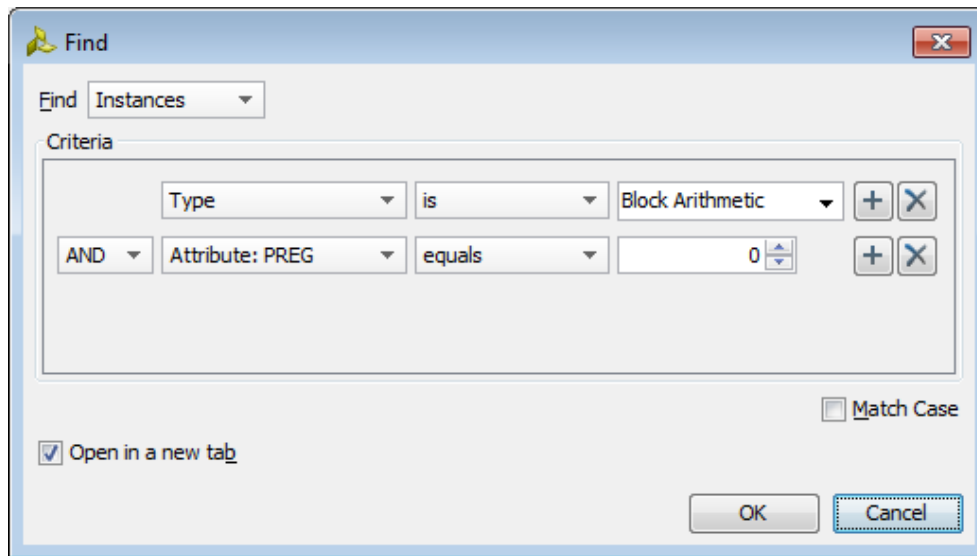 Find
Find Instances
Criteria
Type is Block Arithmetic
AND Attribute: PREG equals 0
Match Case
Open in a new tab
OK Cancel